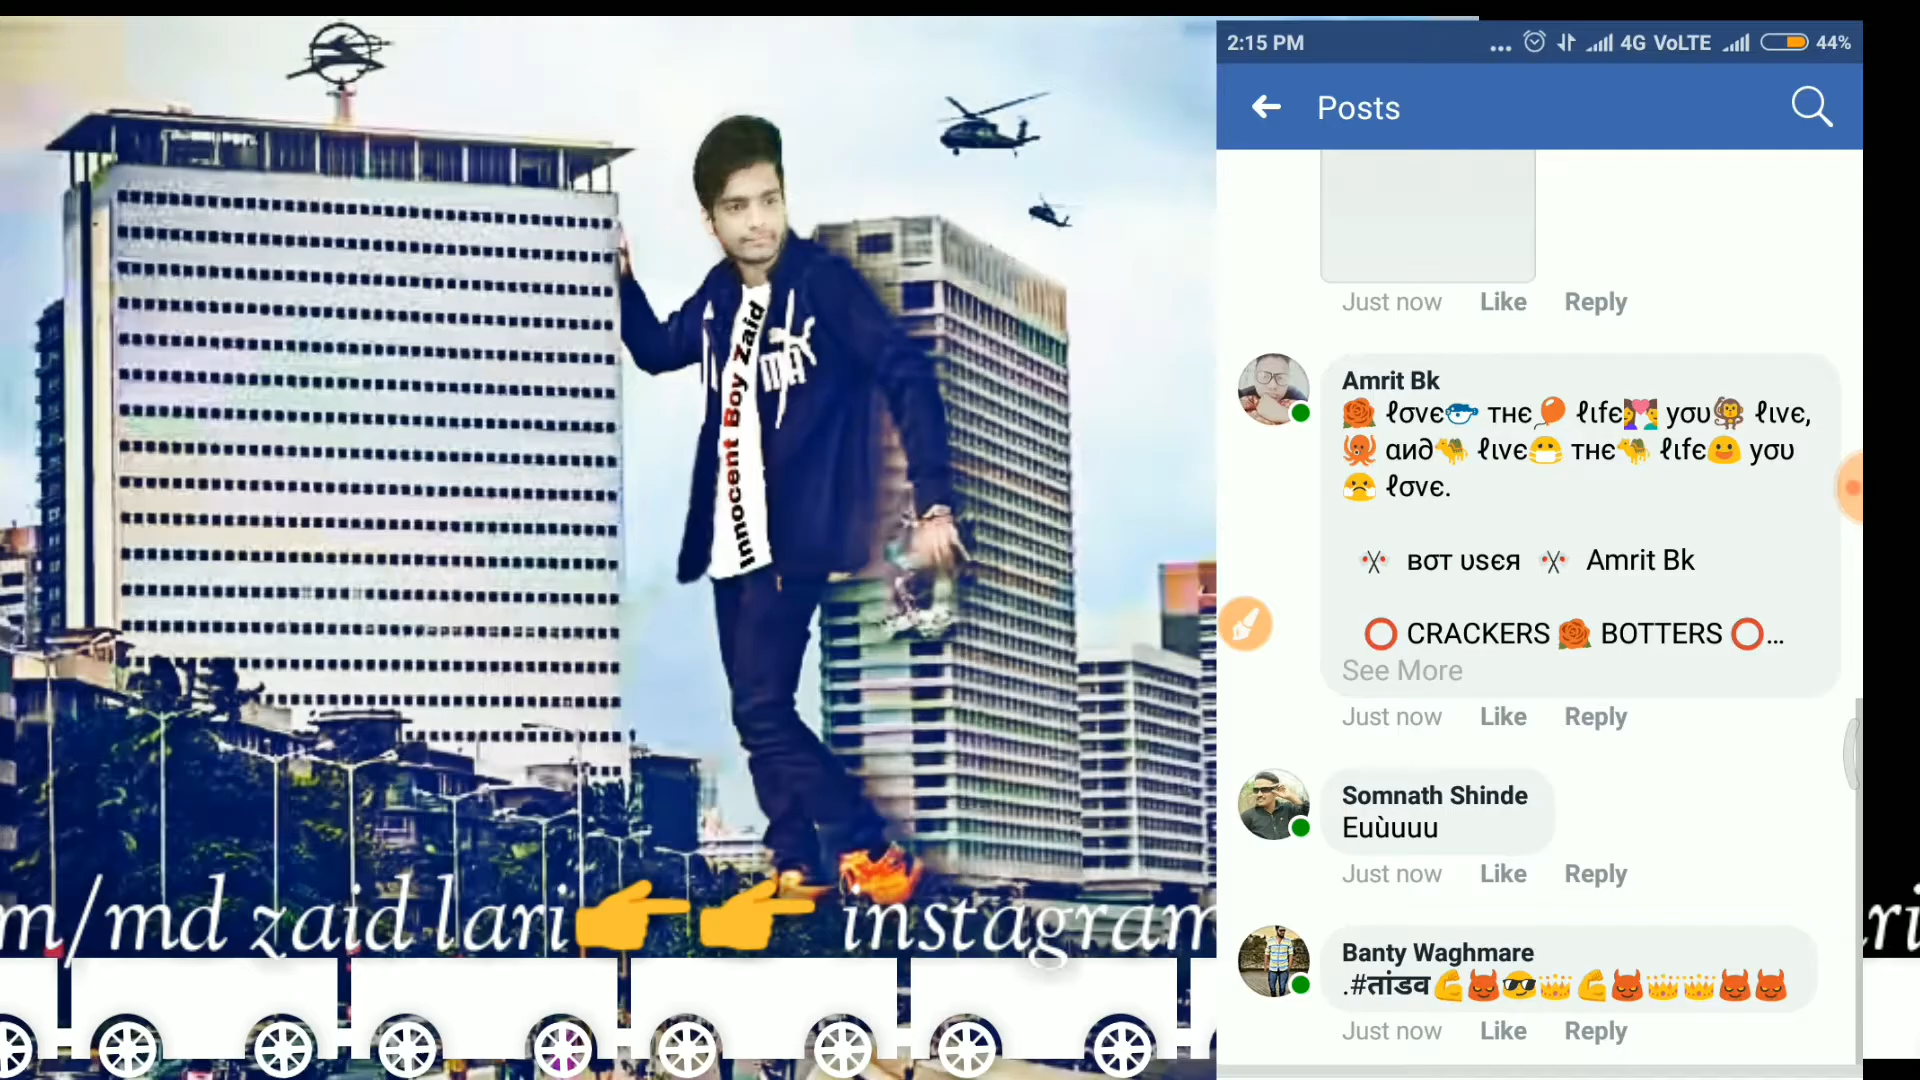 2:15 PM ... 4G VoLTE 44%
Posts
Just now Like Reply
Amrit Bk
🌹 ℓσνє🐡 тнє🎈 ℓιfє💑 уσυ🐒 ℓινє,
🐙 αи∂🐪 ℓινє😷 тнє🐪 ℓιfє😃 уσυ
😤 ℓσνє.
🎌 вσт υѕєя 🎌 Amrit Bk
⭕ CRACKERS 🌹 BOTTERS ⭕...
See More
Just now Like Reply
Somnath Shinde
Euùuuu
Just now Like Reply
Banty Waghmare
.#तांडव💪👹😎👑💪👹👑👑👹👹
Just now Like Reply
Innocent Boy Zaid
m/md zaid lari👉👉 instagram